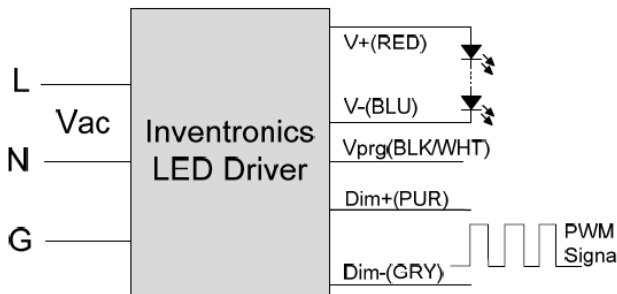 V+(RED)
L
Vac
V-(BLU)
Inventronics
LED Driver
Vprg(BLK/WHT)
N
Dim+(PUR)
G
PWM
Signa
Dim-(GRY)